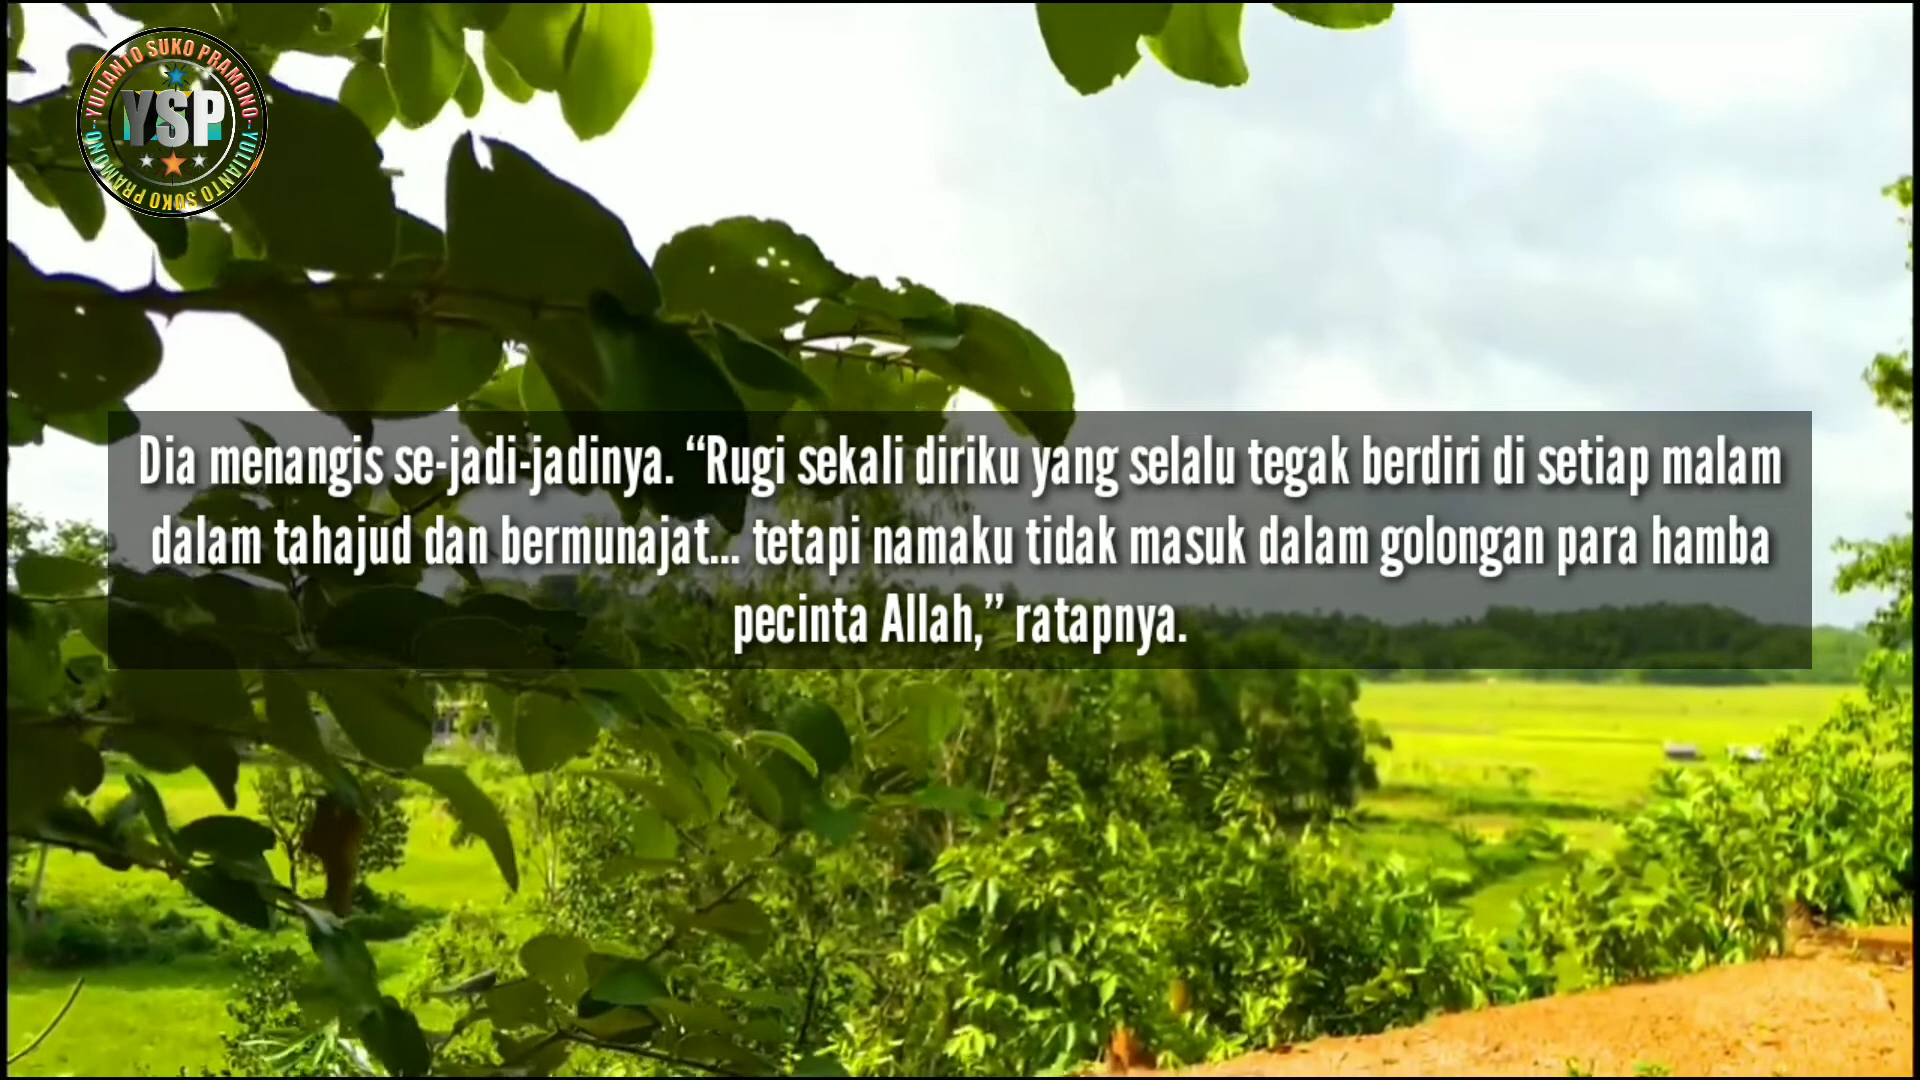 YULIANTO SUKO PRAMONO
YSP
YULIANTO SUKO PRAMONO
Dia menangis se-jadi-jadinya. “Rugi sekali diriku yang selalu tegak berdiri di setiap malam
dalam tahajud dan bermunajat... tetapi namaku tidak masuk dalam golongan para hamba
pecinta Allah,” ratapnya.